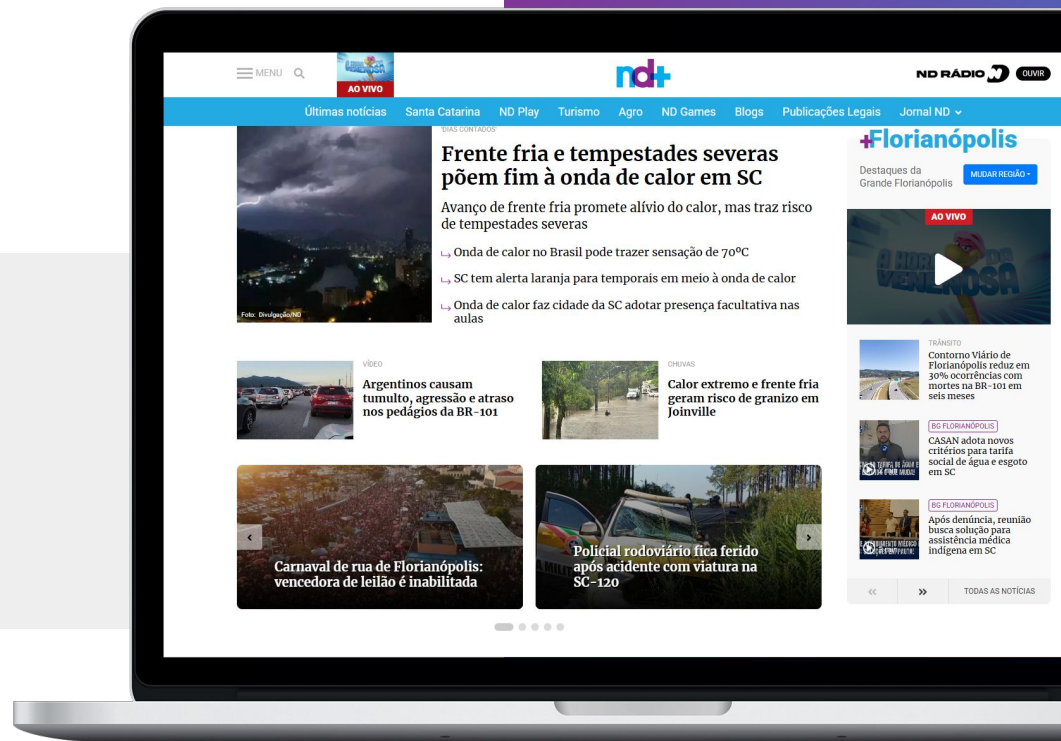 MENU
AO VIVO
nd+
ND RÁDIO
OUVIR
Últimas notícias Santa Catarina ND Play Turismo Agro ND Games Blogs Publicações Legais Jornal ND
'DIAS CONTADOS'
Frente fria e tempestades severas
põem fim à onda de calor em SC
Avanço de frente fria promete alívio do calor, mas traz risco
de tempestades severas
Onda de calor no Brasil pode trazer sensação de 70ºC
SC tem alerta laranja para temporais em meio à onda de calor
Onda de calor faz cidade da SC adotar presença facultativa nas
aulas
Foto: Divulgação/ND
VÍDEO
Argentinos causam
tumulto, agressão e atraso
nos pedágios da BR-101
CHUVAS
Calor extremo e frente fria
geram risco de granizo em
Joinville
Carnaval de rua de Florianópolis:
vencedora de leilão é inabilitada
Policial rodoviário fica ferido
após acidente com viatura na
SC-120
+Florianópolis
Destaques da
Grande Florianópolis
MUDAR REGIÃO
AO VIVO
A HORA DA
VENENOSA
TRÂNSITO
Contorno Viário de
Florianópolis reduz em
30% ocorrências com
mortes na BR-101 em
seis meses
BG FLORIANÓPOLIS
CASAN adota novos
critérios para tarifa
social de água e esgoto
em SC
BG FLORIANÓPOLIS
Após denúncia, reunião
busca solução para
assistência médica
indígena em SC
TODAS AS NOTÍCIAS